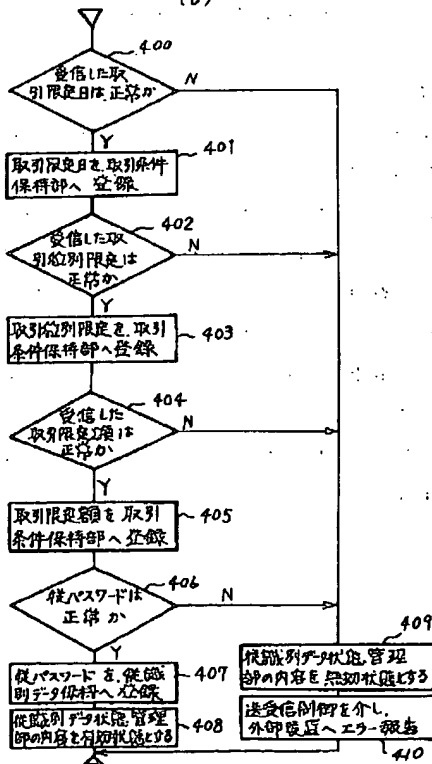 (b)
400
受信した取
引限定日は正常か
N
Y
取引限定日を、取引条件
保持部へ登録
401
402
受信した取
引種別限定は
正常か
N
Y
取引種別限定を、取引
条件保持部へ登録
403
404
受信した
取引限定額は
正常か
N
Y
取引限定額を取引
条件保持部へ登録
405
406
従パスワードは
正常か
N
Y
従パスワードを、従識
別データ保持へ登録
407
従識別データ状態管理
部の内容を有効状態とする
408
409
従識別データ状態管理
部の内容を無効状態とする
送受信制御を介し、
外部装置へエラー報告
410